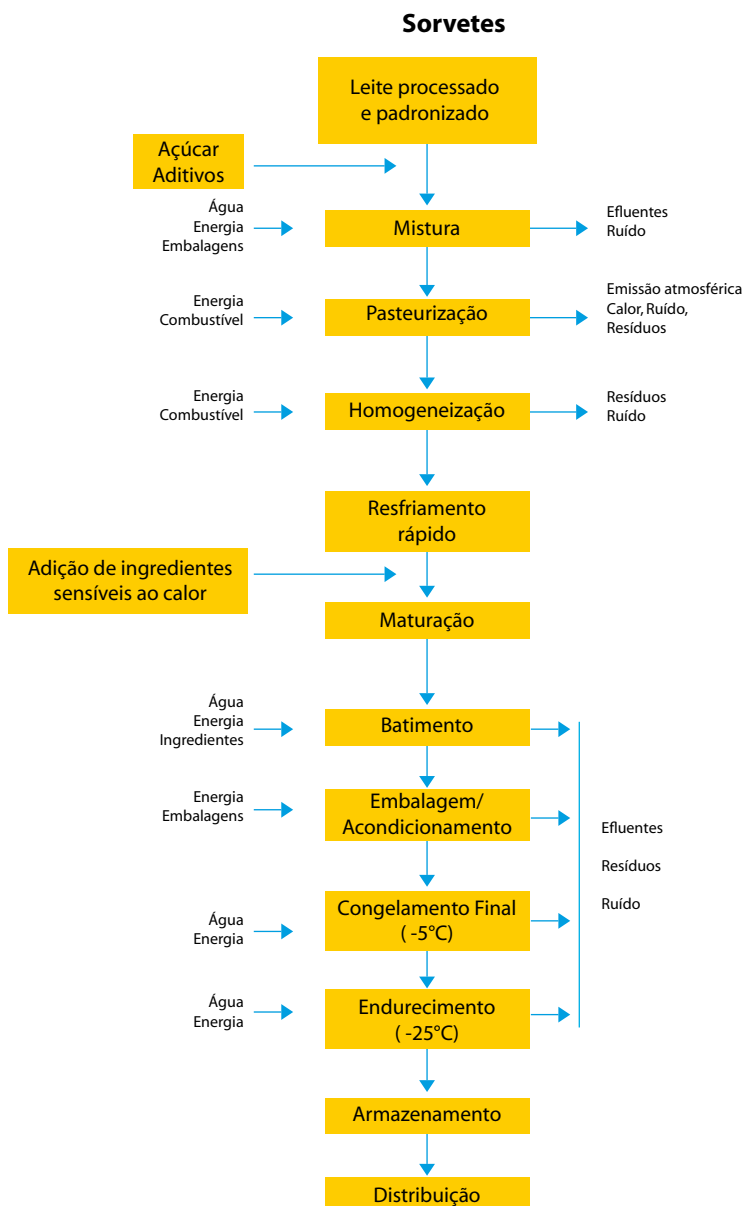 Sorvetes
Leite processado
e padronizado
Açúcar
Aditivos
Água
Energia
Embalagens
Mistura
Efluentes
Ruído
Energia
Combustível
Pasteurização
Emissão atmosférica
Calor, Ruído,
Resíduos
Energia
Combustível
Homogeneização
Resíduos
Ruído
Resfriamento
rápido
Adição de ingredientes
sensíveis ao calor
Maturação
Água
Energia
Ingredientes
Batimento
Energia
Embalagens
Embalagem/
Acondicionamento
Efluentes
Resíduos
Ruído
Água
Energia
Congelamento Final
( -5°C)
Água
Energia
Endurecimento
( -25°C)
Armazenamento
Distribuição